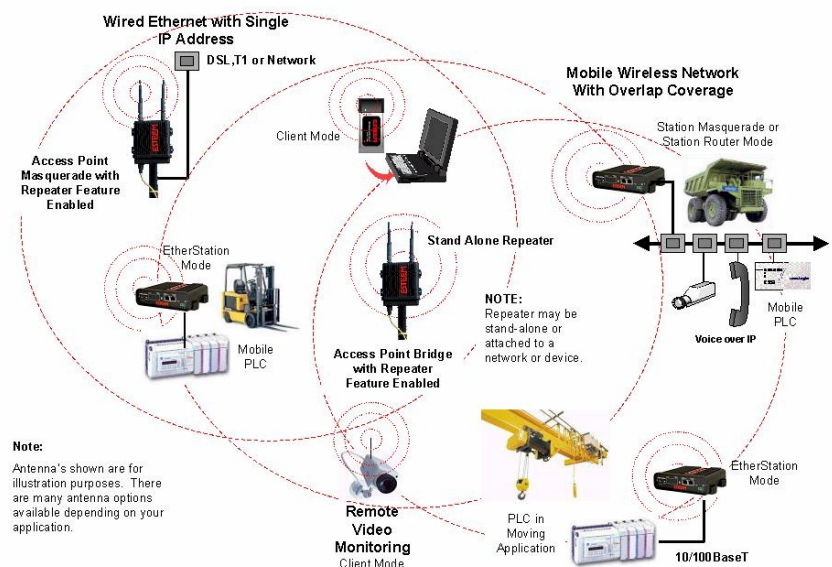 Wired Ethernet with Single
IP Address
DSL,T1 or Network
Access Point
Masquerade with
Repeater Feature
Enabled
Client Mode
Mobile Wireless Network
With Overlap Coverage
Station Masquerade or
Station Router Mode
EtherStation
Mode
Mobile
PLC
Stand Alone Repeater
ESTEEM
NOTE:
Repeater may be
stand-alone or
attached to a
network or device.
Access Point Bridge
with Repeater
Feature Enabled
Voice over IP
Mobile
PLC
Note:
Antenna's shown are for
illustration purposes. There
are many antenna options
available depending on your
application.
Remote
Video
Monitoring
Client Mode
PLC in
Moving
Application
EtherStation
Mode
10/100BaseT